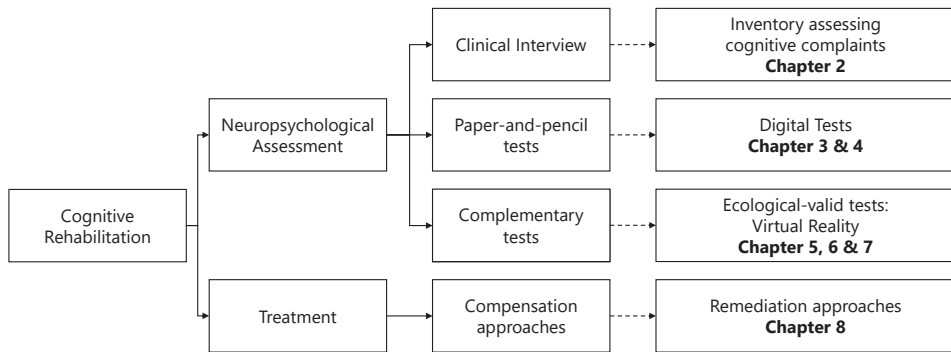 Clinical Interview
Inventory assessing
cognitive complaints
Chapter 2
Neuropsychological
Assessment
Paper-and-pencil
tests
Digital Tests
Chapter 3 & 4
Cognitive
Rehabilitation
Complementary
tests
Ecological-valid tests:
Virtual Reality
Chapter 5, 6 & 7
Treatment
Compensation
approaches
Remediation approaches
Chapter 8